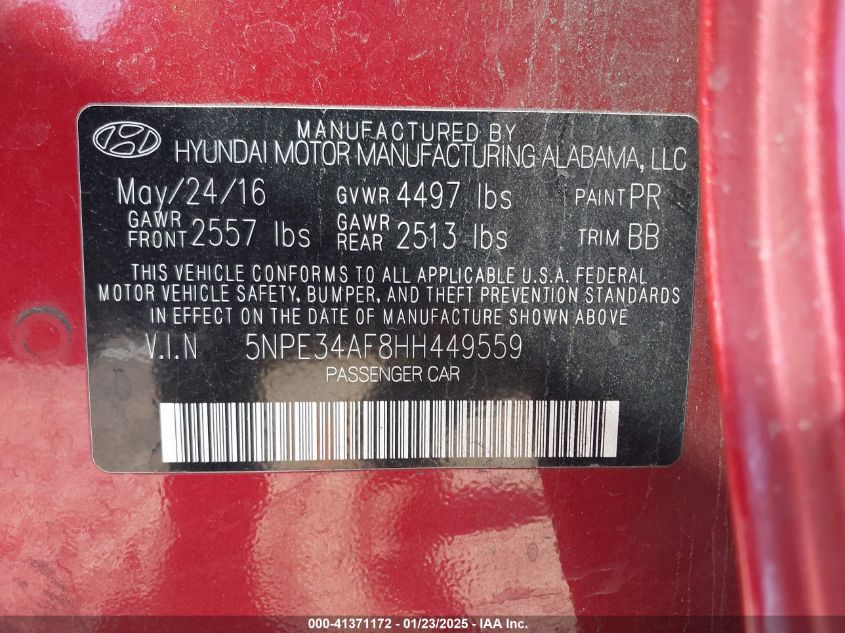 MANUFACTURED BY
HYUNDAI MOTOR MANUFACTURING ALABAMA, LLC
May/24/16 GVWR 4497 lbs PAINT PR
GAWR FRONT 2557 lbs GAWR REAR 2513 lbs TRIM BB
THIS VEHICLE CONFORMS TO ALL APPLICABLE U.S.A. FEDERAL
MOTOR VEHICLE SAFETY, BUMPER, AND THEFT PREVENTION STANDARDS
IN EFFECT ON THE DATE OF MANUFACTURE SHOWN ABOVE.
V.I.N 5NPE34AF8HH449559
PASSENGER CAR
000-41371172 - 01/23/2025 - IAA Inc.